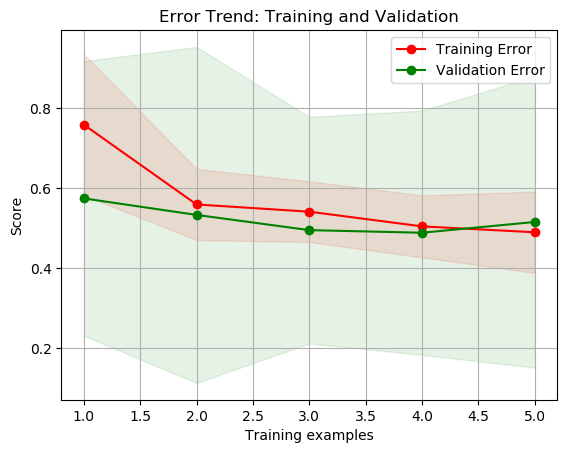 Error Trend: Training and Validation
Training Error
Validation Error
Score
0.8
0.6
0.4
0.2
1.0 1.5 2.0 2.5 3.0 3.5 4.0 4.5 5.0
Training examples